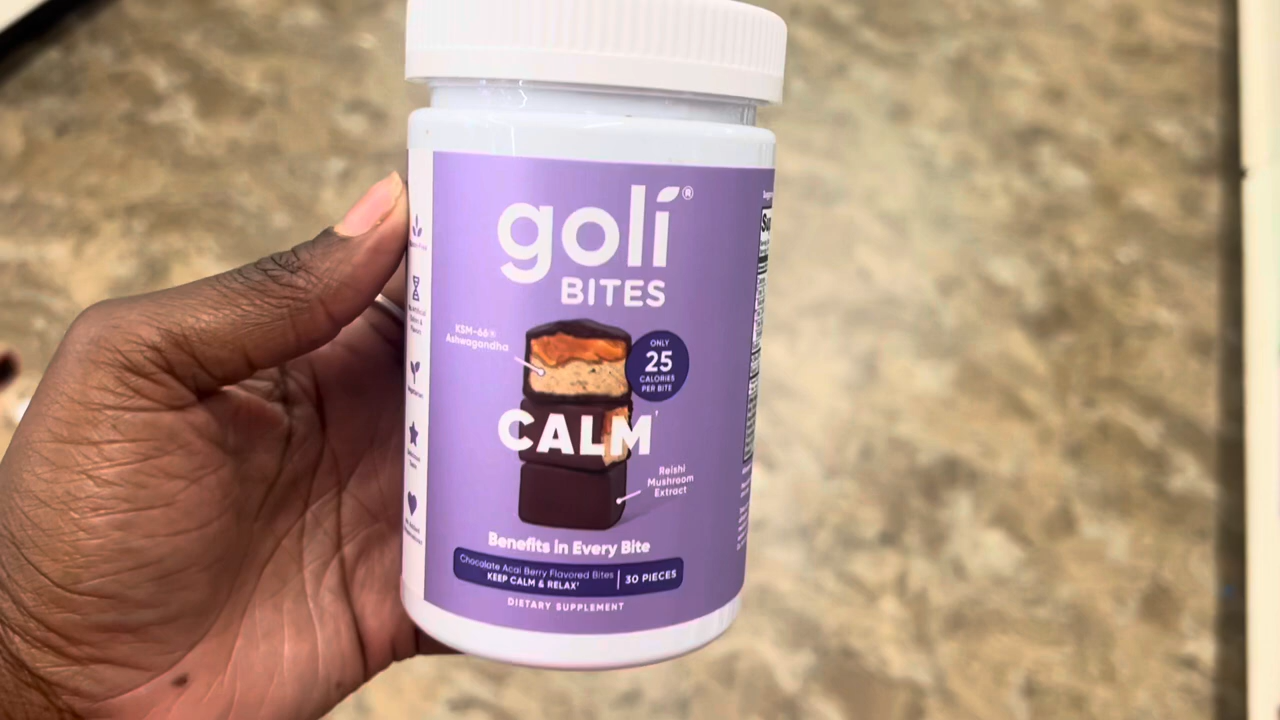 goli®
BITES
KSM-66®
Ashwagandha
ONLY
25
CALORIES
PER BITE
CALM
Reishi
Mushroom
Extract
Benefits in Every Bite
Chocolate Acai Berry Flavored Bites
KEEP CALM & RELAX
30 PIECES
DIETARY SUPPLEMENT
Vegetarian